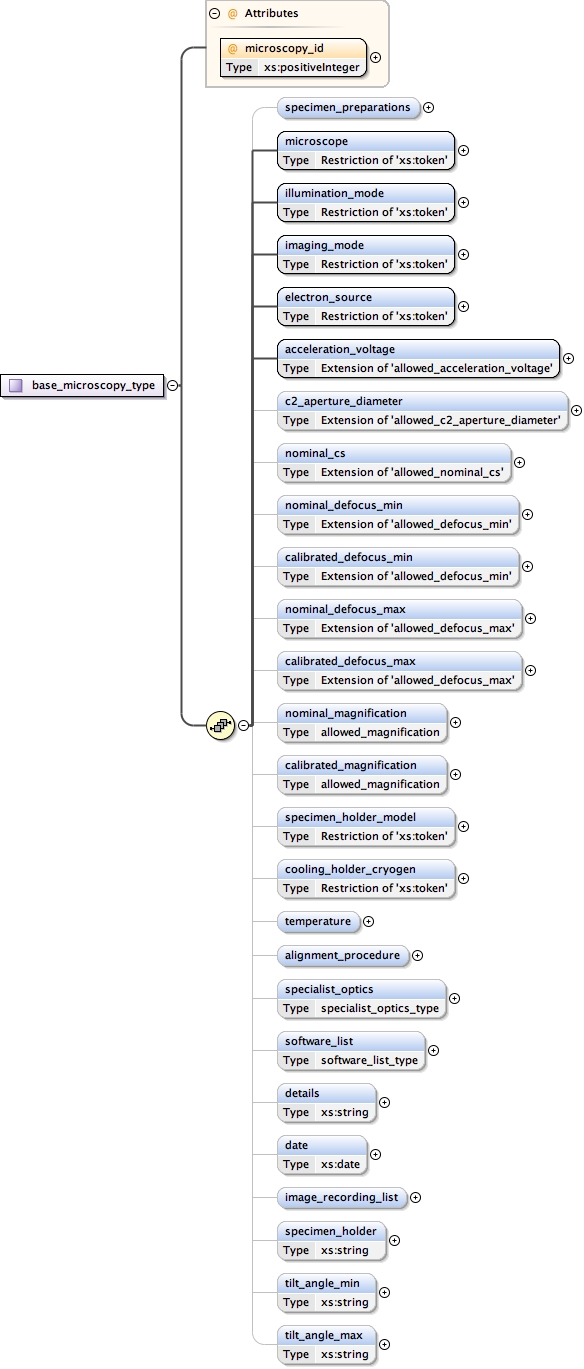 @ Attributes
@ microscopy_id
Type xs:positiveInteger
specimen_preparations
microscope
Type Restriction of 'xs:token'
illumination_mode
Type Restriction of 'xs:token'
imaging_mode
Type Restriction of 'xs:token'
electron_source
Type Restriction of 'xs:token'
acceleration_voltage
Type Extension of 'allowed_acceleration_voltage'
base_microscopy_type
c2_aperture_diameter
Type Extension of 'allowed_c2_aperture_diameter'
nominal_cs
Type Extension of 'allowed_nominal_cs'
nominal_defocus_min
Type Extension of 'allowed_defocus_min'
calibrated_defocus_min
Type Extension of 'allowed_defocus_min'
nominal_defocus_max
Type Extension of 'allowed_defocus_max'
calibrated_defocus_max
Type Extension of 'allowed_defocus_max'
nominal_magnification
Type allowed_magnification
calibrated_magnification
Type allowed_magnification
specimen_holder_model
Type Restriction of 'xs:token'
cooling_holder_cryogen
Type Restriction of 'xs:token'
temperature
alignment_procedure
specialist_optics
Type specialist_optics_type
software_list
Type software_list_type
details
Type xs:string
date
Type xs:date
image_recording_list
specimen_holder
Type xs:string
tilt_angle_min
Type xs:string
tilt_angle_max
Type xs:string